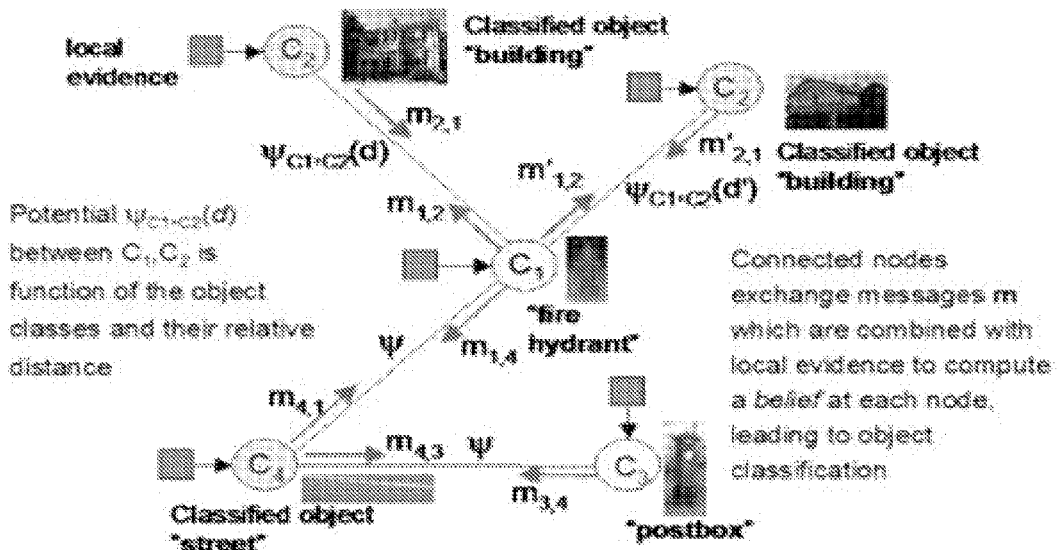 local
evidence
C₂
Classified object
"building"
m₂,₁
ψC1-C2(d)
m₁,₂
C₂
m'₂,₁
Classified object
"building"
m'₁,₂
ψC1-C2(d')
Potential ψC1-C2(d)
between C₁,C₂ is
function of the object
classes and their relative
distance
C₁
"fire
hydrant"
Connected nodes
exchange messages m
which are combined with
local evidence to compute
a belief at each node,
leading to object
classification
ψ
m₁,₄
m₄,₁
C₄
m₄,₃
ψ
m₃,₄
Classified object
"street"
"postbox"